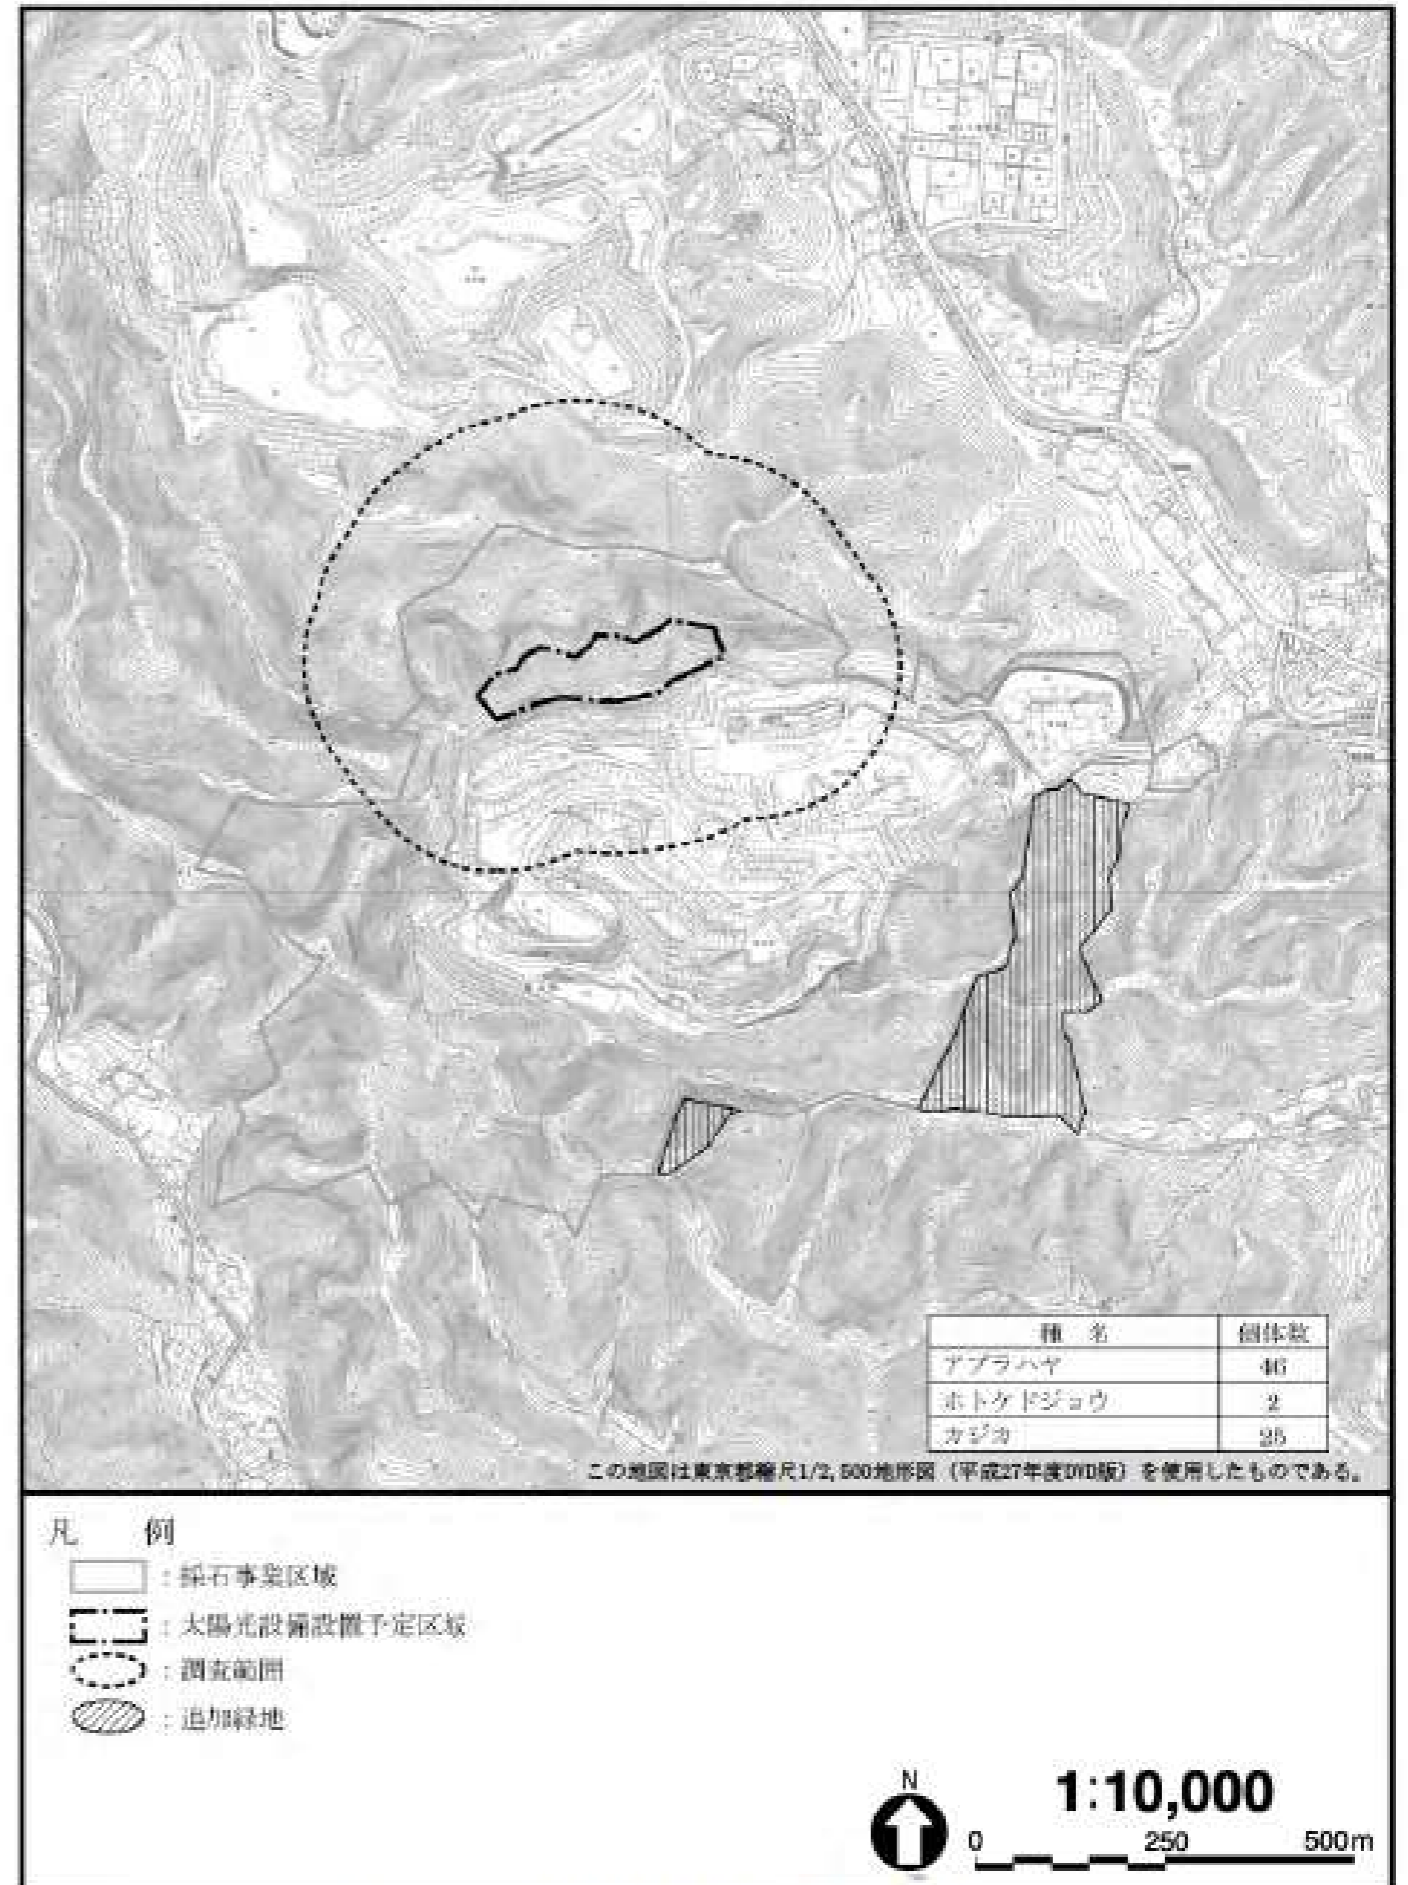 種 名 個体数
アブラハヤ 46
ホトケドジョウ 2
カジカ 25
この地図は東京都縮尺1/2,500地形図（平成27年度DVD版）を使用したものである。
凡 例
：採石事業区域
：太陽光設備設置予定区域
：調査範囲
：追加緑地
N
1:10,000
0 250 500m